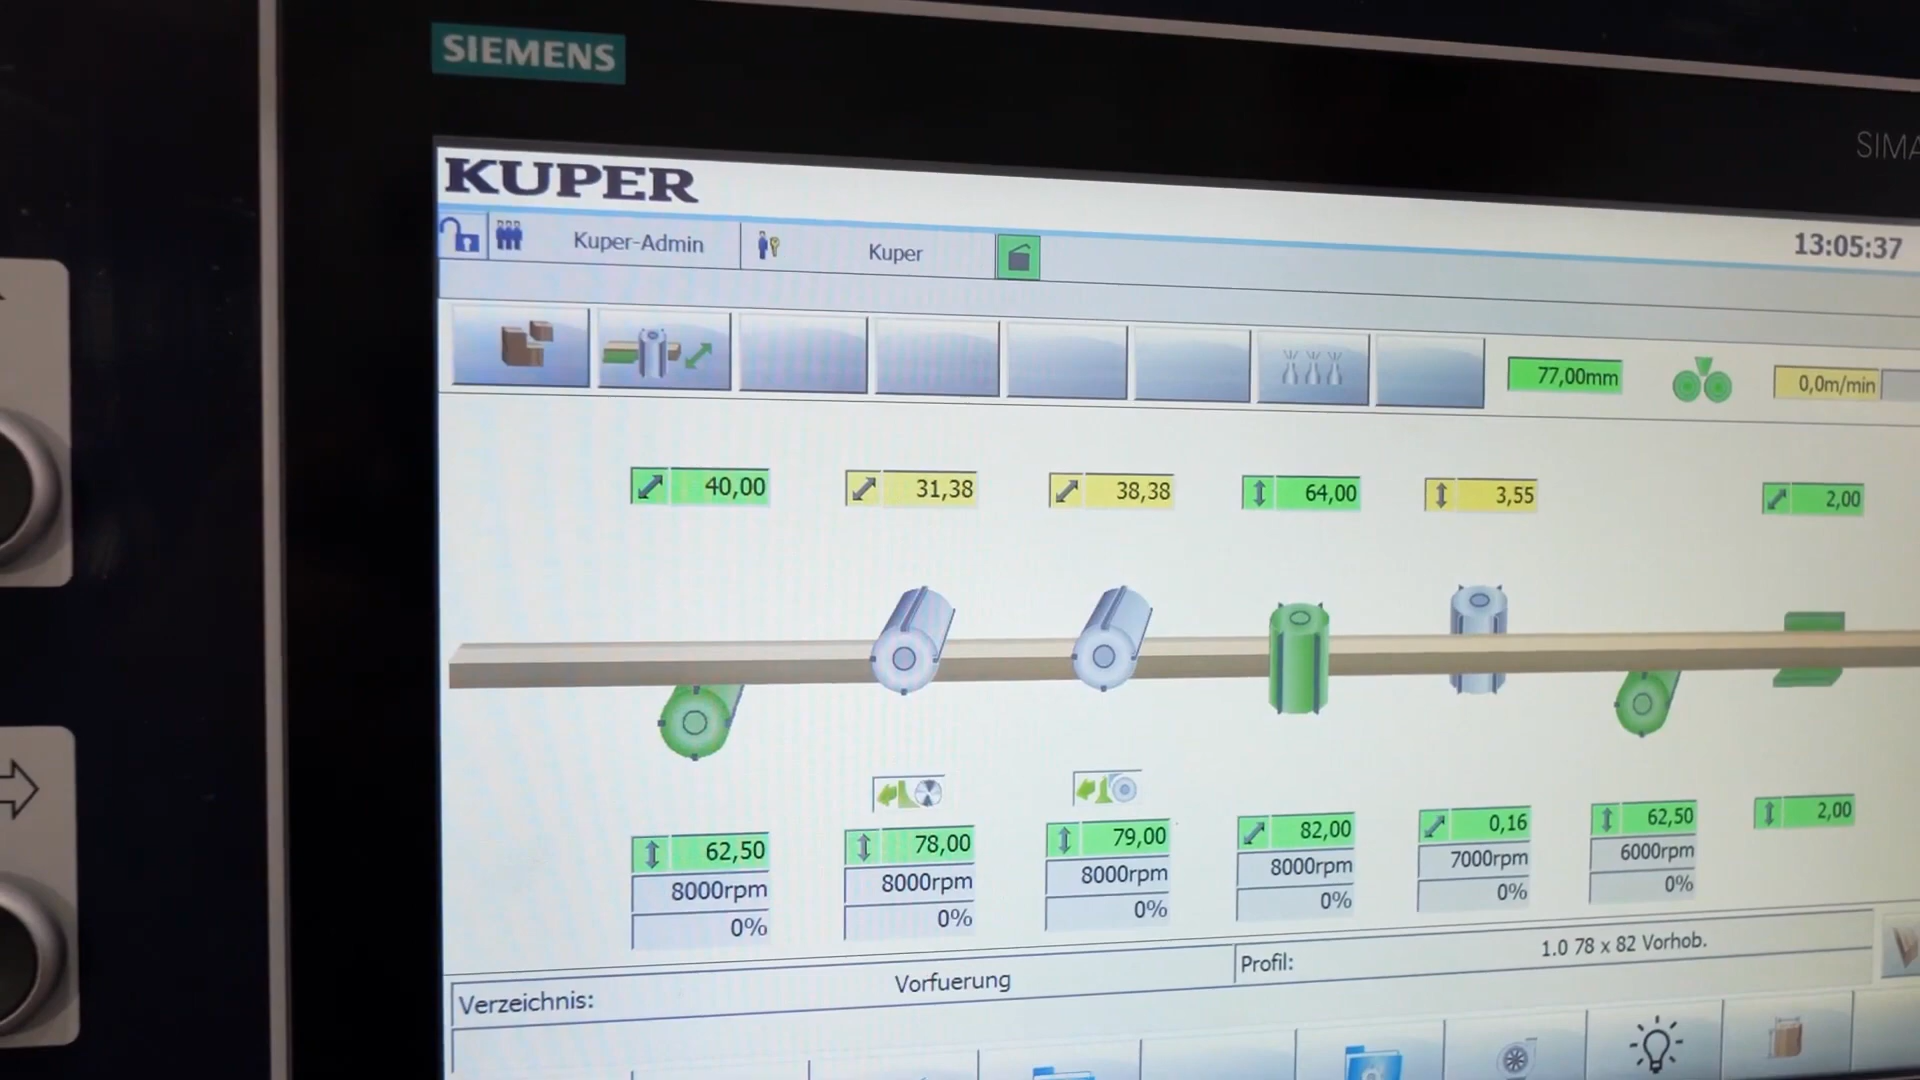 SIEMENS
SIMA
KUPER
Kuper-Admin
Kuper
13:05:37
77,00mm
0,0m/min
40,00
31,38
38,38
64,00
3,55
2,00
62,50
78,00
79,00
82,00
0,16
62,50
2,00
8000rpm
8000rpm
8000rpm
8000rpm
7000rpm
6000rpm
0%
0%
0%
0%
0%
0%
Verzeichnis:
Vorfuerung
Profil:
1.0 78 x 82 Vorhob.